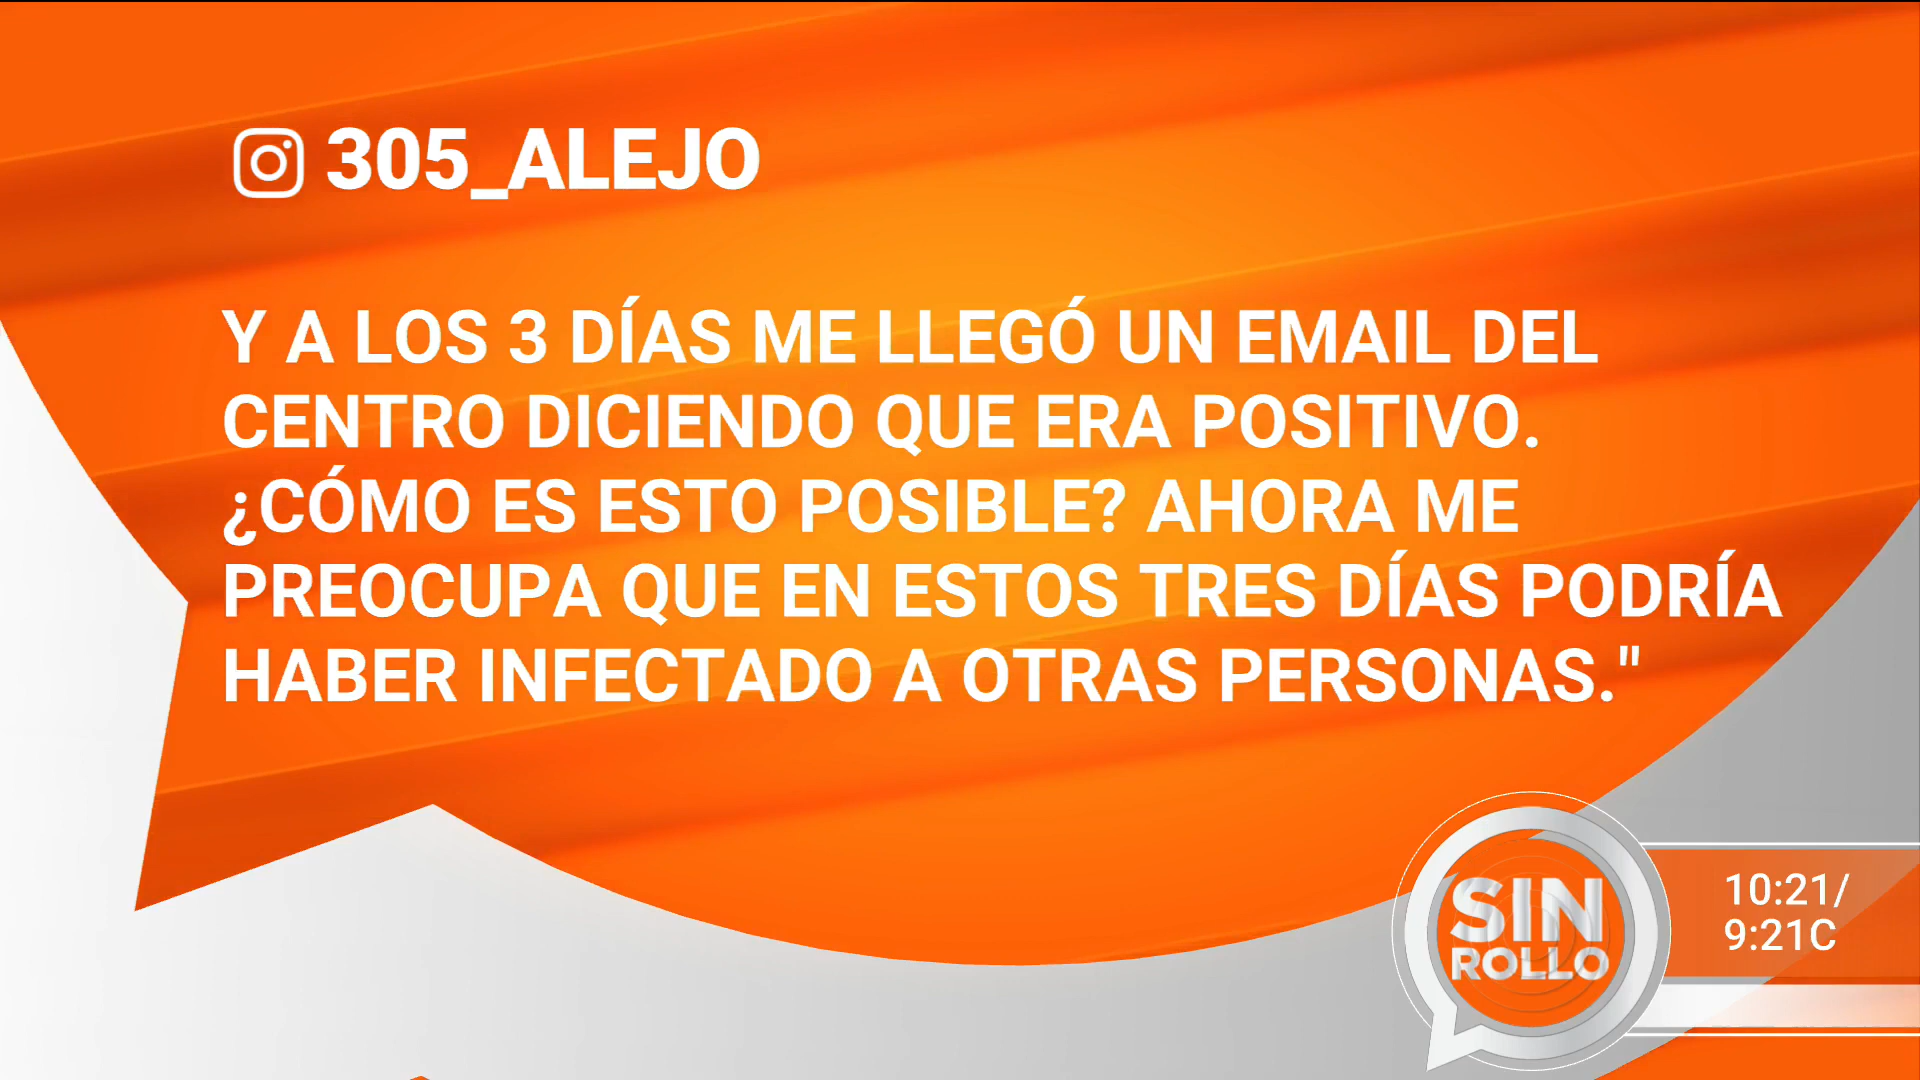 305_ALEJO
Y A LOS 3 DÍAS ME LLEGÓ UN EMAIL DEL
CENTRO DICIENDO QUE ERA POSITIVO.
¿CÓMO ES ESTO POSIBLE? AHORA ME
PREOCUPA QUE EN ESTOS TRES DÍAS PODRÍA
HABER INFECTADO A OTRAS PERSONAS."
SIN
ROLLO
10:21/
9:21C